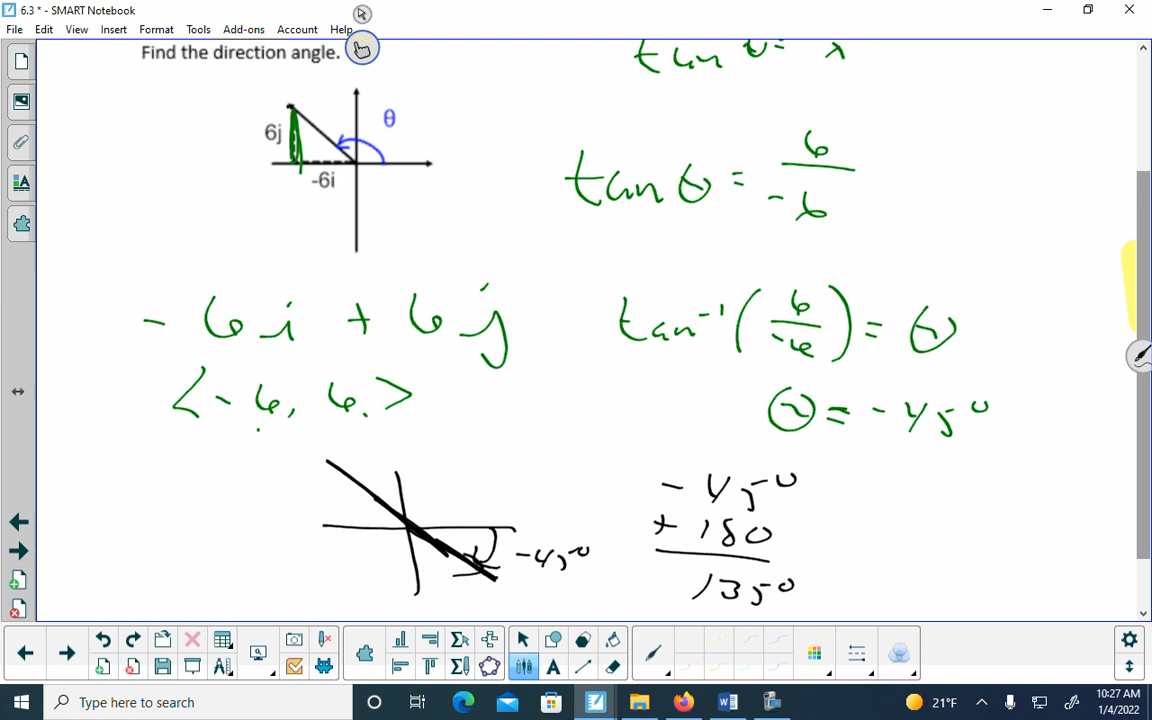 6.3 * - SMART Notebook
File Edit View Insert Format Tools Add-ons Account Help
Find the direction angle.
θ
6j
-6i
tan θ =
tan θ = 6/-6
- 6i + 6j
tan⁻¹(6/-6) = θ
<-6, 6>
θ = -45°
-45°
-45°
+ 180
135°
Type here to search
21°F
10:27 AM
1/4/2022